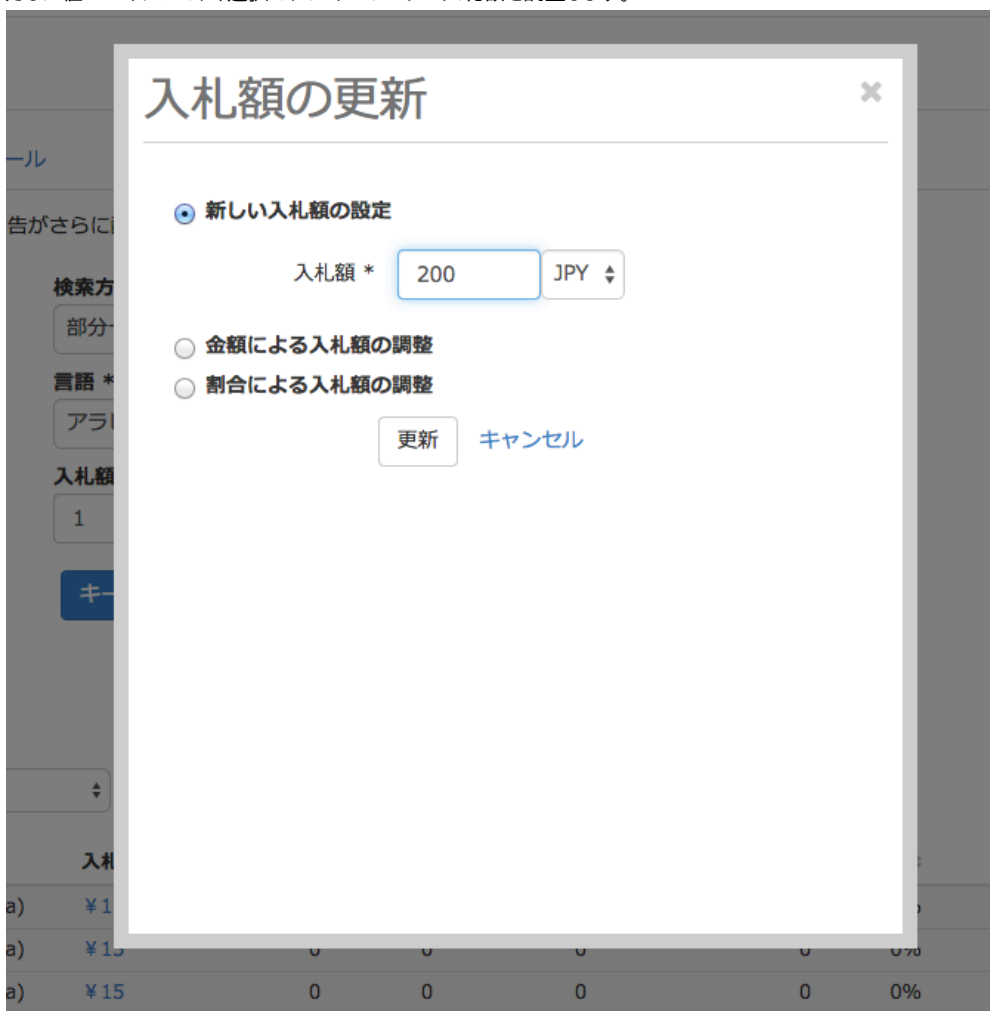 入札額の更新
×
ール
告がさらに
新しい入札額の設定
入札額 * 200 JPY
検索方
部分
金額による入札額の調整
言語 *
割合による入札額の調整
アラ
更新 キャンセル
入札額
1
キー
入札
a) ¥1
a) ¥15 0 0 0 0 0%
a) ¥15 0 0 0 0 0%